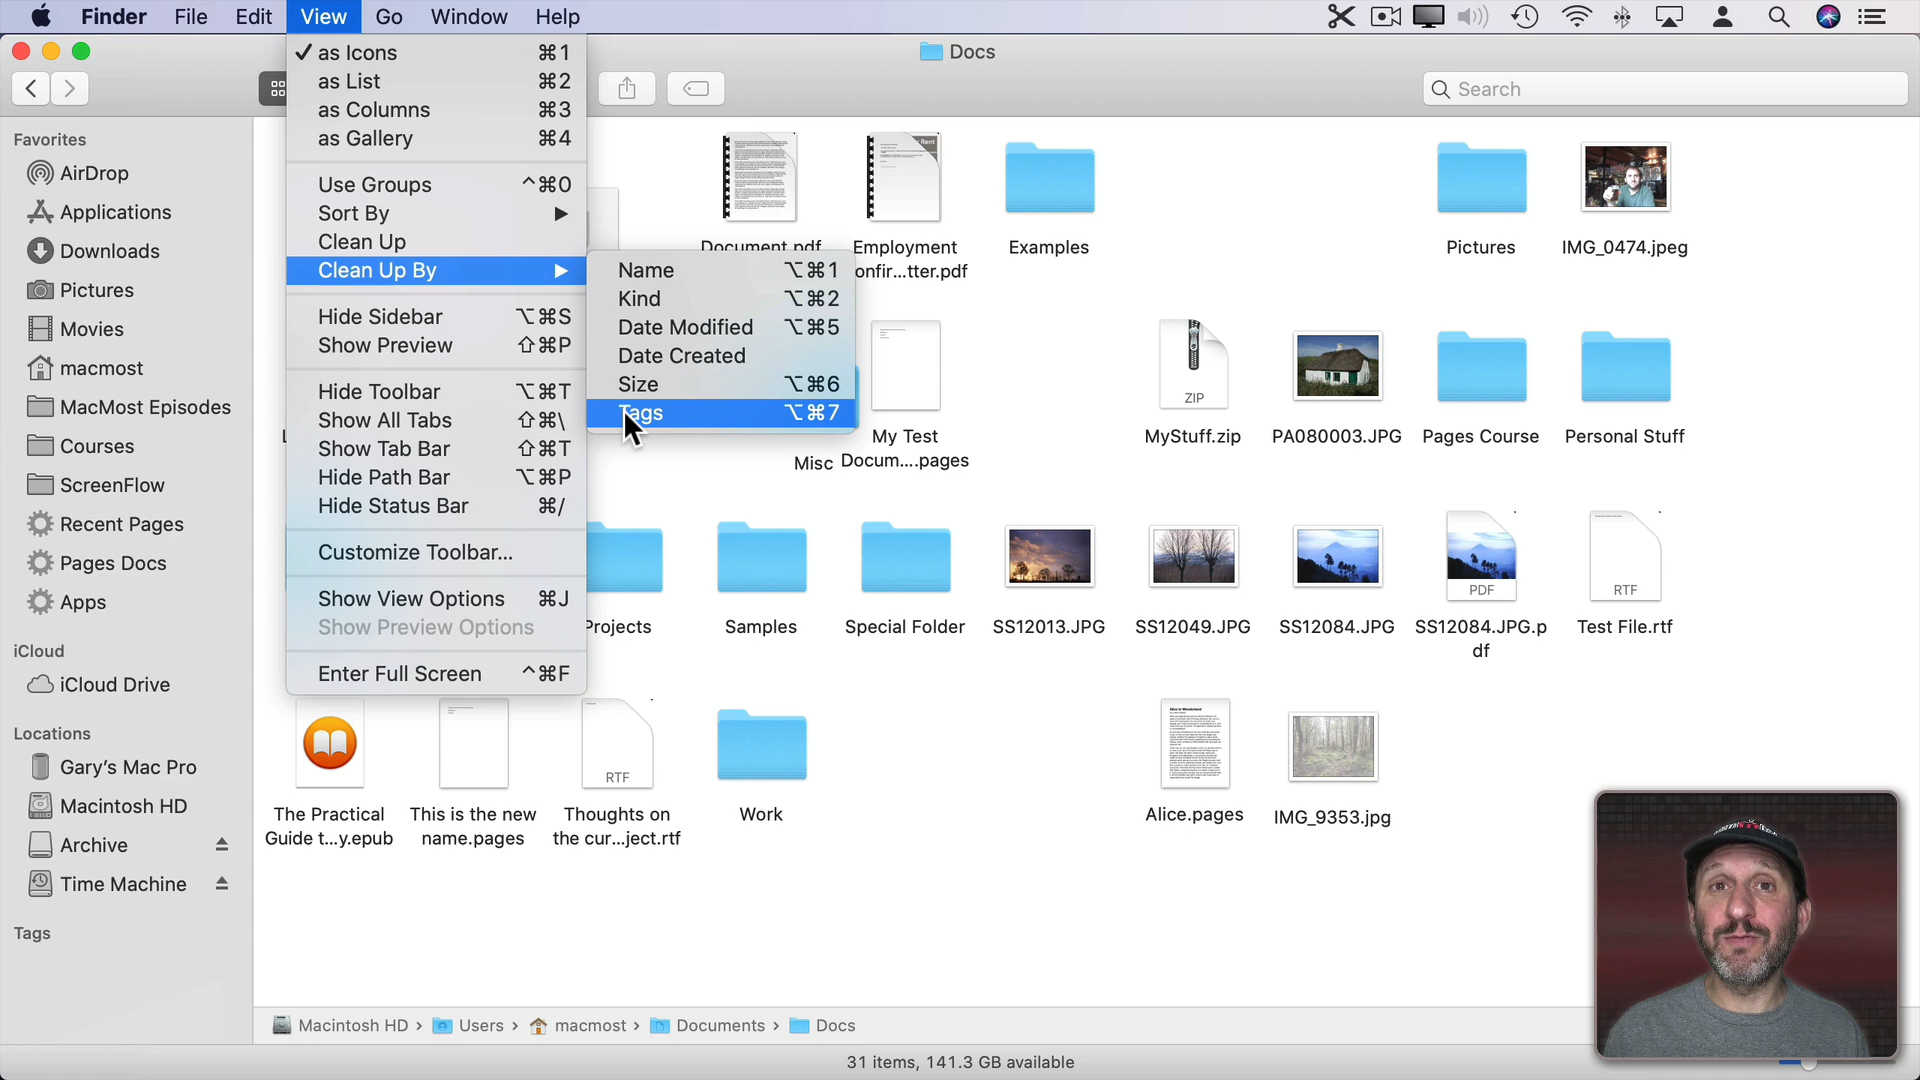 Finder File Edit View Go Window Help
Docs
Search
✓ as Icons ⌘1
as List ⌘2
as Columns ⌘3
as Gallery ⌘4
Use Groups ^⌘0
Sort By ▶
Clean Up
Clean Up By ▶
Hide Sidebar ⌥⌘S
Show Preview ⇧⌘P
Hide Toolbar ⌥⌘T
Show All Tabs ⇧⌘\
Show Tab Bar ⇧⌘T
Hide Path Bar ⌥⌘P
Hide Status Bar ⌘/
Customize Toolbar...
Show View Options ⌘J
Show Preview Options
Enter Full Screen ^⌘F
Name ⌥⌘1
Kind ⌥⌘2
Date Modified ⌥⌘5
Date Created
Size ⌥⌘6
Tags ⌥⌘7
Favorites
AirDrop
Applications
Downloads
Pictures
Movies
macmost
MacMost Episodes
Courses
ScreenFlow
Recent Pages
Pages Docs
Apps
iCloud
iCloud Drive
Locations
Gary's Mac Pro
Macintosh HD
Archive
Time Machine
Tags
Document.pdf
Employment
onfir...tter.pdf
Examples
Pictures
IMG_0474.jpeg
Misc
My Test
Docum....pages
ZIP
MyStuff.zip
PA080003.JPG
Pages Course
Personal Stuff
Projects
Samples
Special Folder
SS12013.JPG
SS12049.JPG
SS12084.JPG
PDF
SS12084.JPG.p
df
RTF
Test File.rtf
The Practical
Guide t...y.epub
This is the new
name.pages
RTF
Thoughts on
the cur...ject.rtf
Work
Alice.pages
IMG_9353.jpg
Macintosh HD › Users › macmost › Documents › Docs
31 items, 141.3 GB available